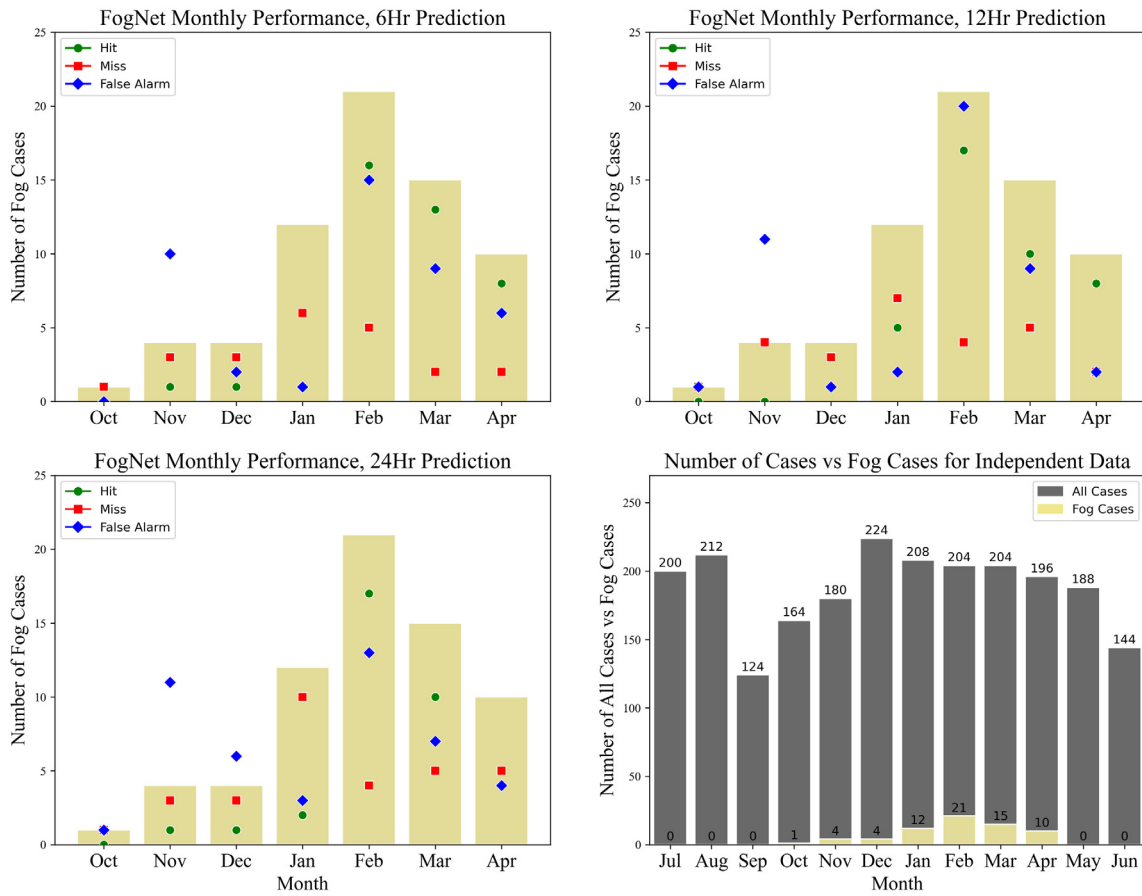 FogNet Monthly Performance, 6Hr Prediction
Number of Fog Cases
25
20
15
10
5
0
Hit
Miss
False Alarm
Oct Nov Dec Jan Feb Mar Apr
FogNet Monthly Performance, 12Hr Prediction
Number of Fog Cases
25
20
15
10
5
0
Hit
Miss
False Alarm
Oct Nov Dec Jan Feb Mar Apr
FogNet Monthly Performance, 24Hr Prediction
Number of Fog Cases
25
20
15
10
5
0
Hit
Miss
False Alarm
Oct Nov Dec Jan Feb Mar Apr
Month
Number of Cases vs Fog Cases for Independent Data
Number of All Cases vs Fog Cases
250
200
150
100
50
0
All Cases
Fog Cases
200 212 124 164 180 224 208 204 204 196 188 144
0 0 0 1 4 4 12 21 15 10 0 0
Jul Aug Sep Oct Nov Dec Jan Feb Mar Apr May Jun
Month